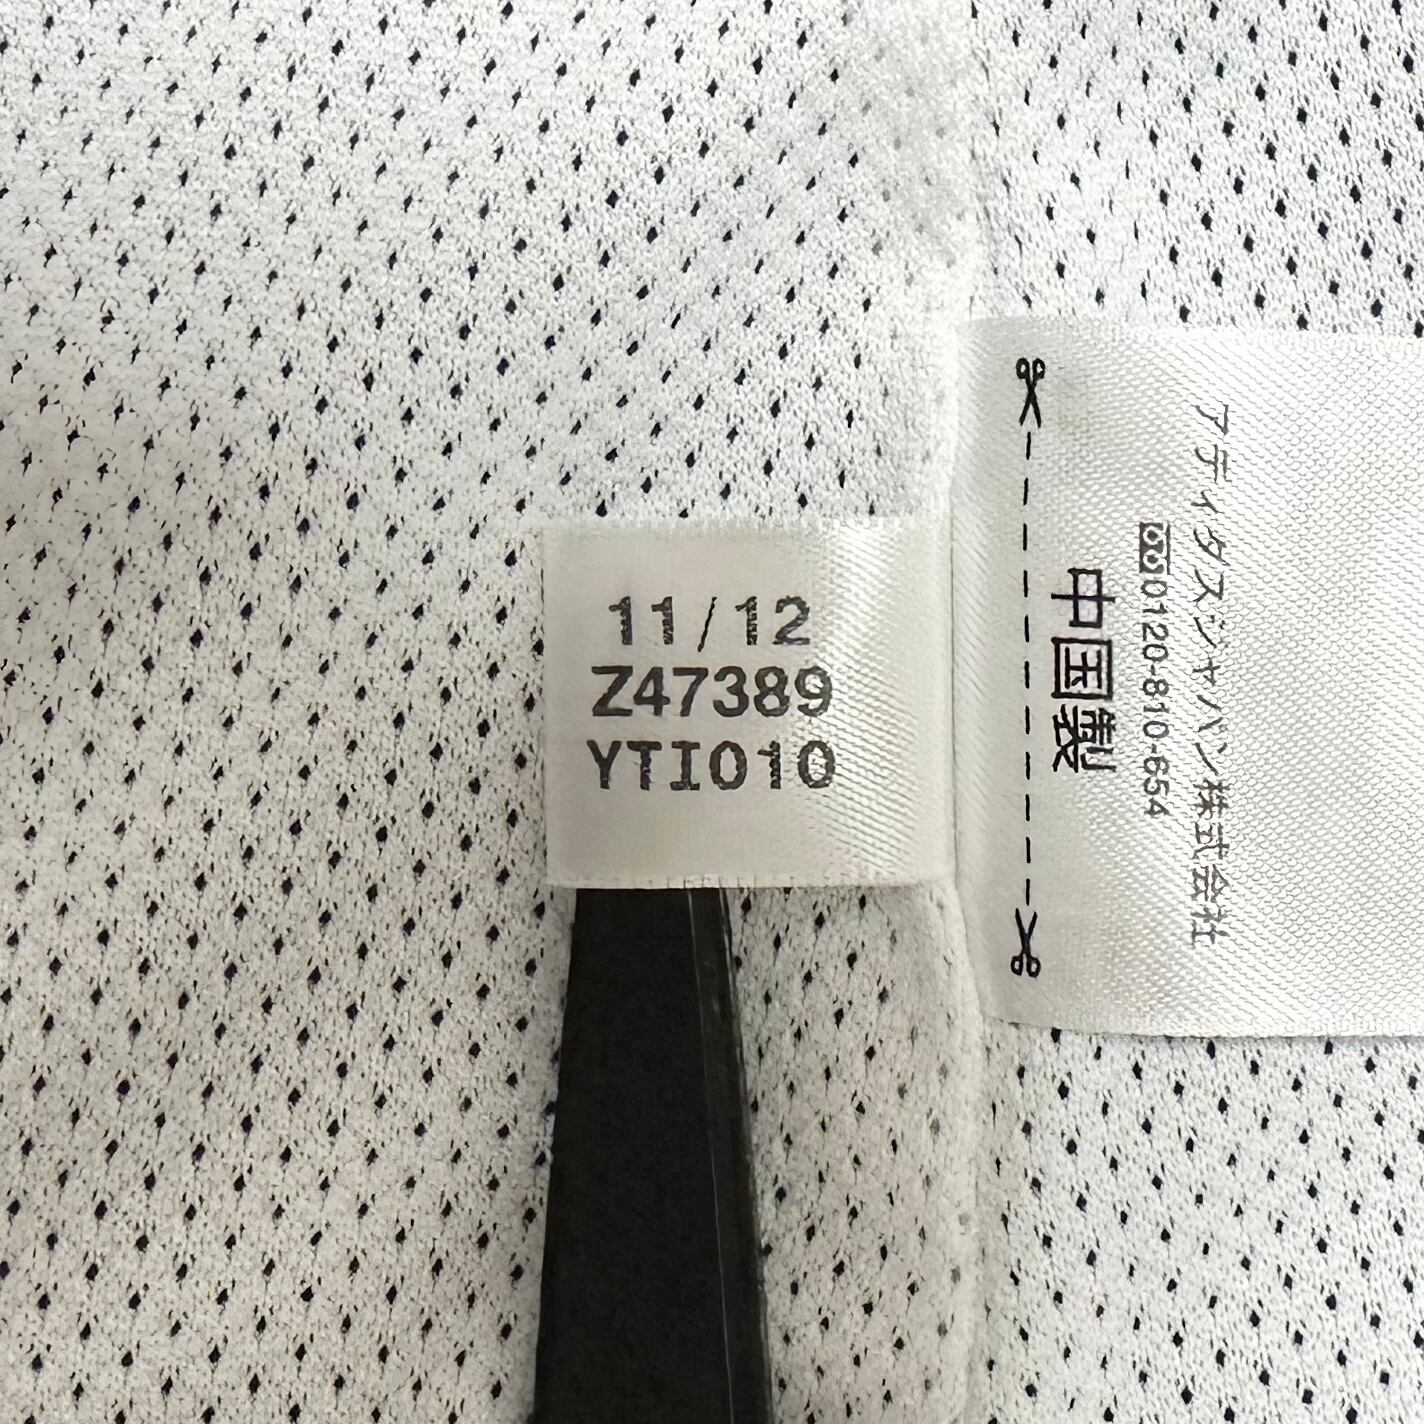 11/12
Z47389
YTI010
アディダスジャパン株式会社
0120-810-654
中国製